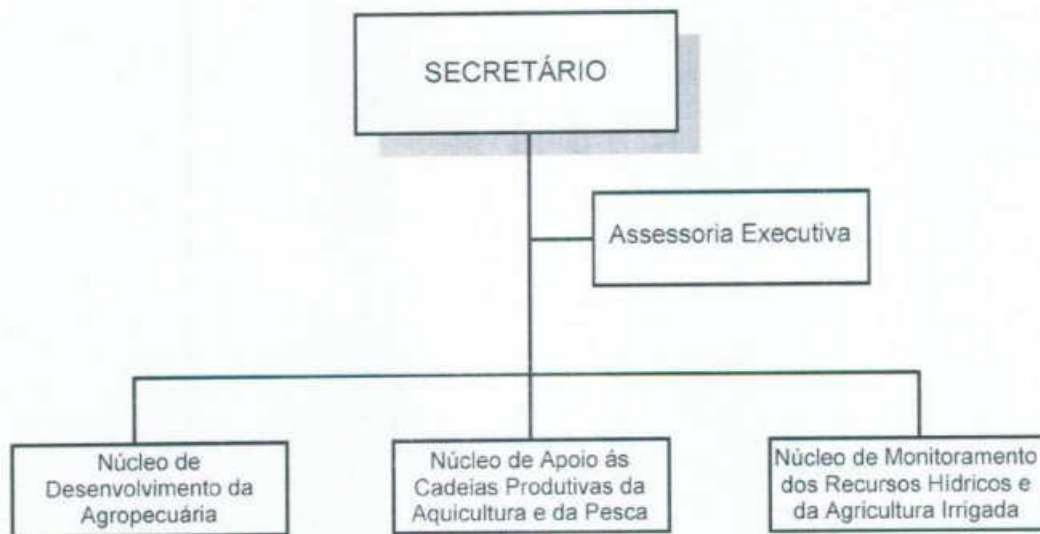 SECRETÁRIO
Assessoria Executiva
Núcleo de
Desenvolvimento da
Agropecuária
Núcleo de Apoio ás
Cadeias Produtivas da
Aquicultura e da Pesca
Núcleo de Monitoramento
dos Recursos Hídricos e
da Agricultura Irrigada